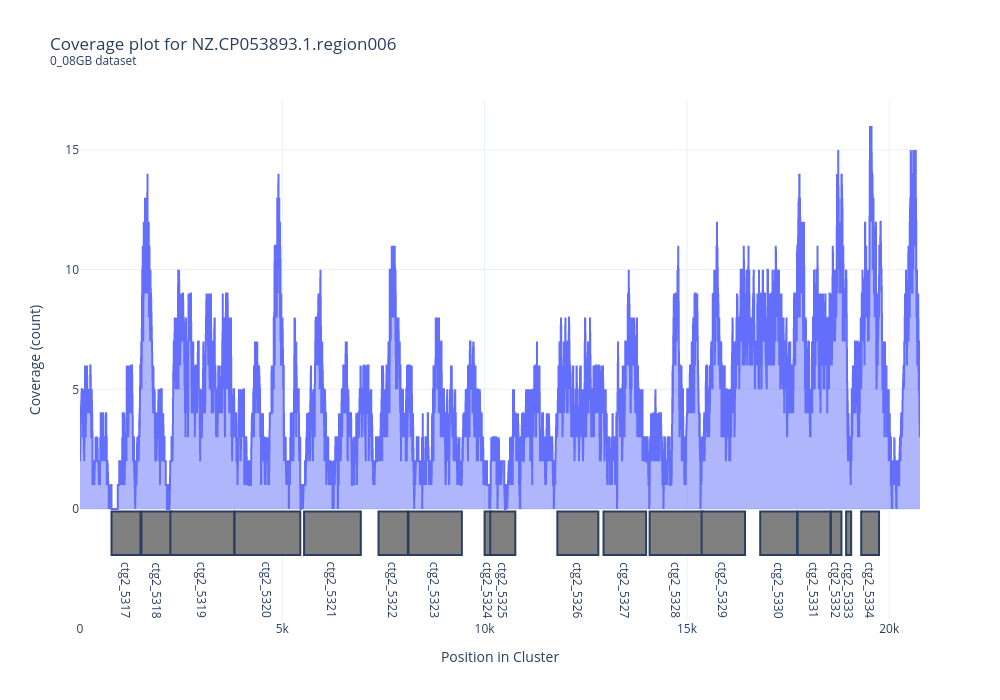 Coverage plot for NZ.CP053893.1.region006
0_08GB dataset
15
10
5
0
Coverage (count)
ctg2_5317
ctg2_5318
ctg2_5319
ctg2_5320
ctg2_5321
ctg2_5322
ctg2_5323
ctg2_5324
ctg2_5325
ctg2_5326
ctg2_5327
ctg2_5328
ctg2_5329
ctg2_5330
ctg2_5331
ctg2_5332
ctg2_5333
ctg2_5334
0 5k 10k 15k 20k
Position in Cluster